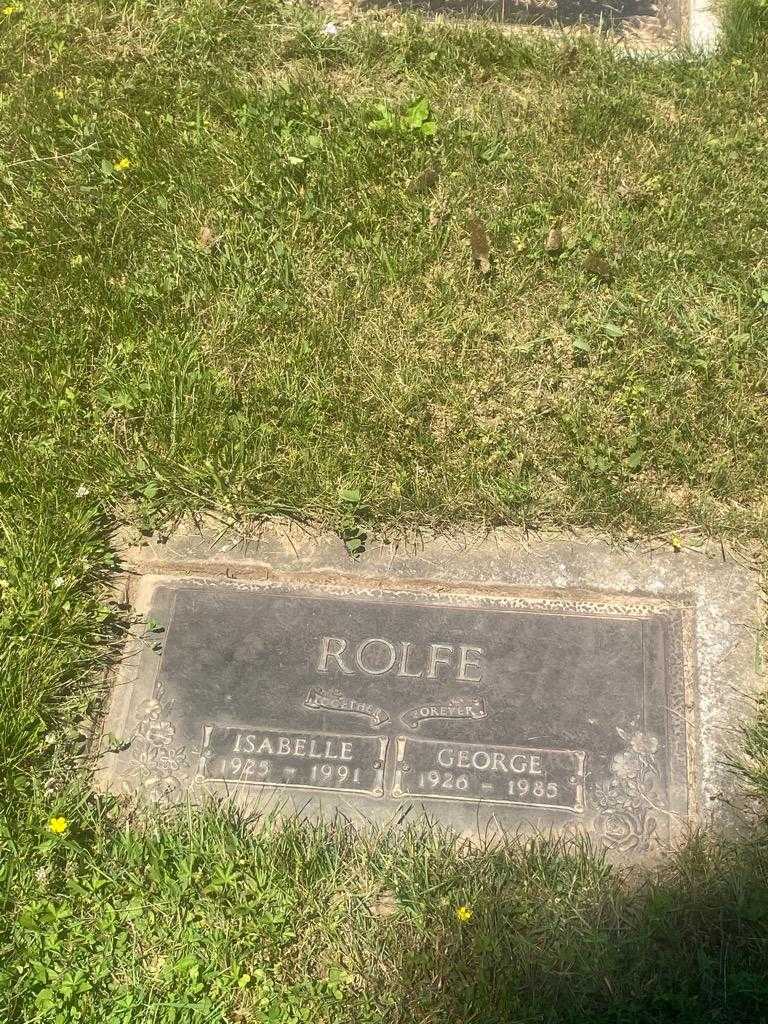 ROLFE
TOGETHER FOREVER
ISABELLE
1925 - 1991
GEORGE
1926 - 1985